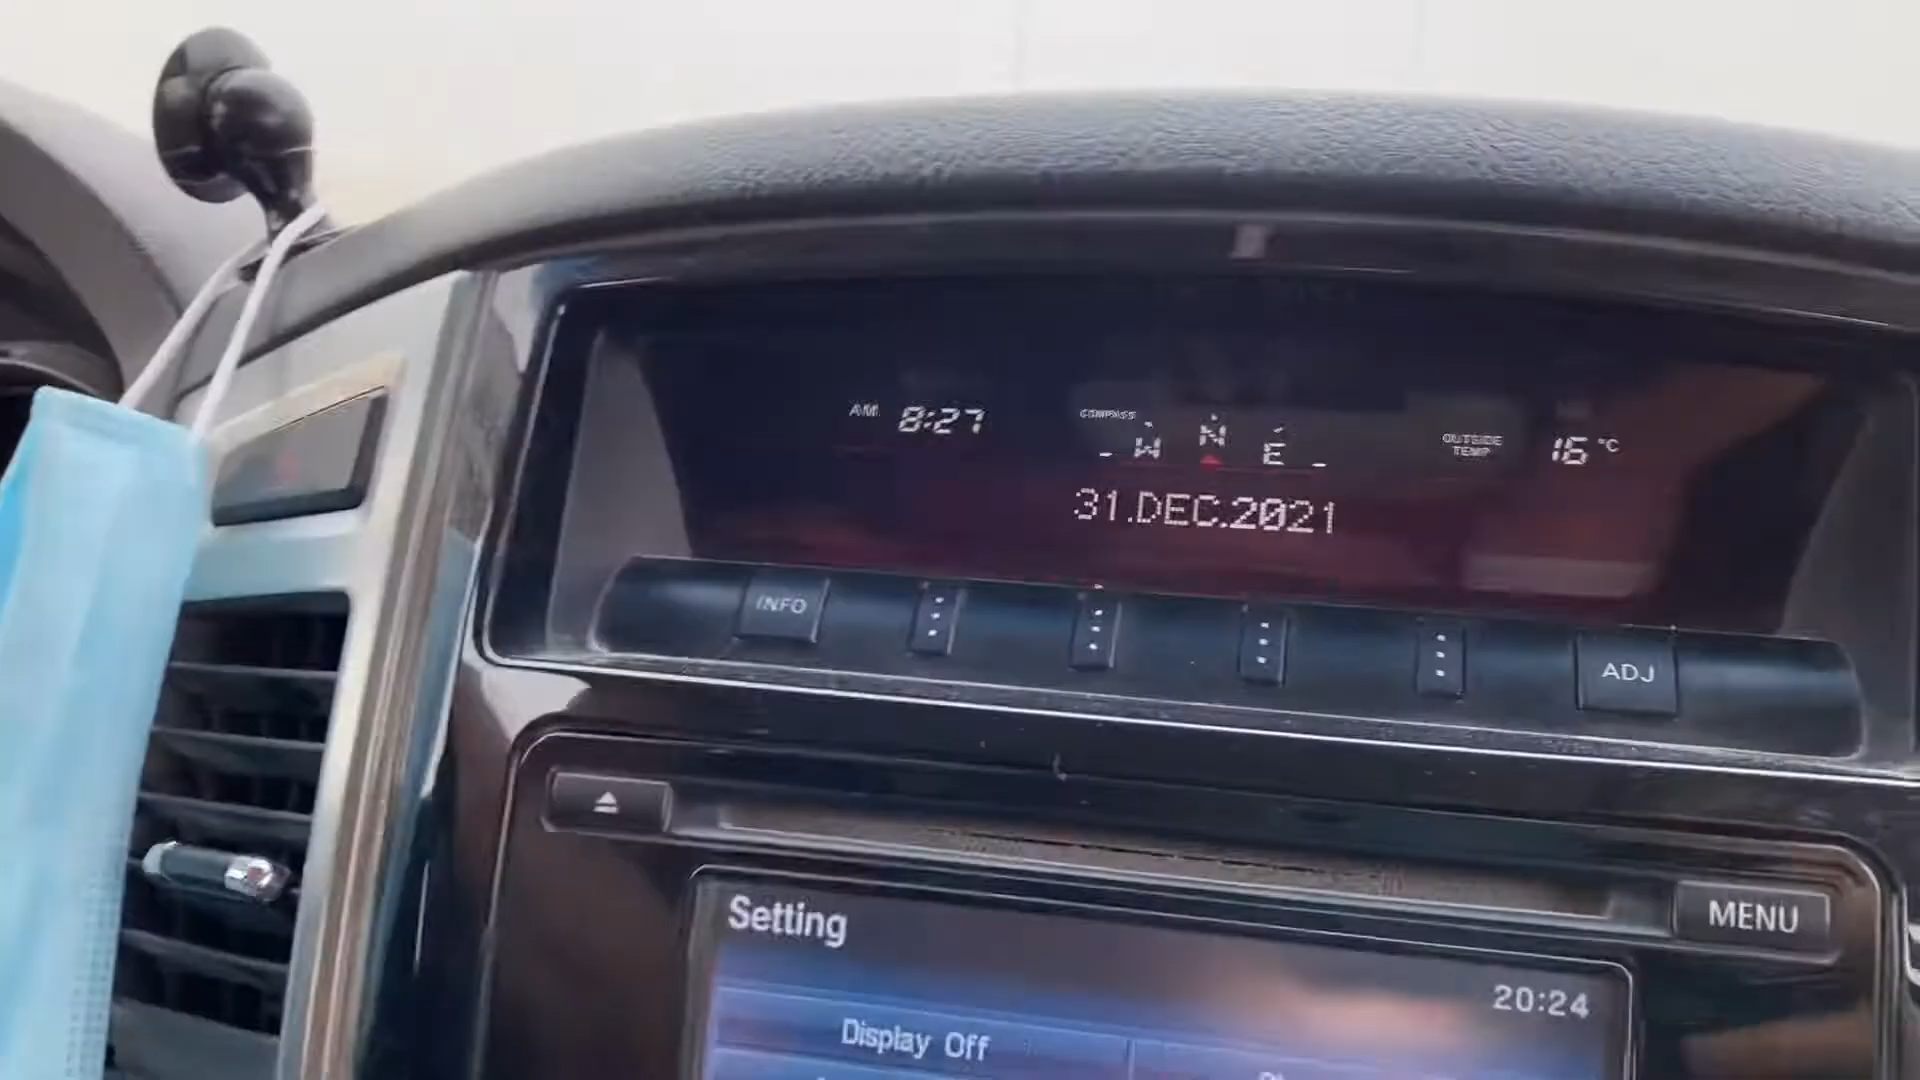 AM 8:27
COMPASS
W N E
OUTSIDE
TEMP
16 °C
31.DEC.2021
INFO
ADJ
MENU
Setting
20:24
Display Off